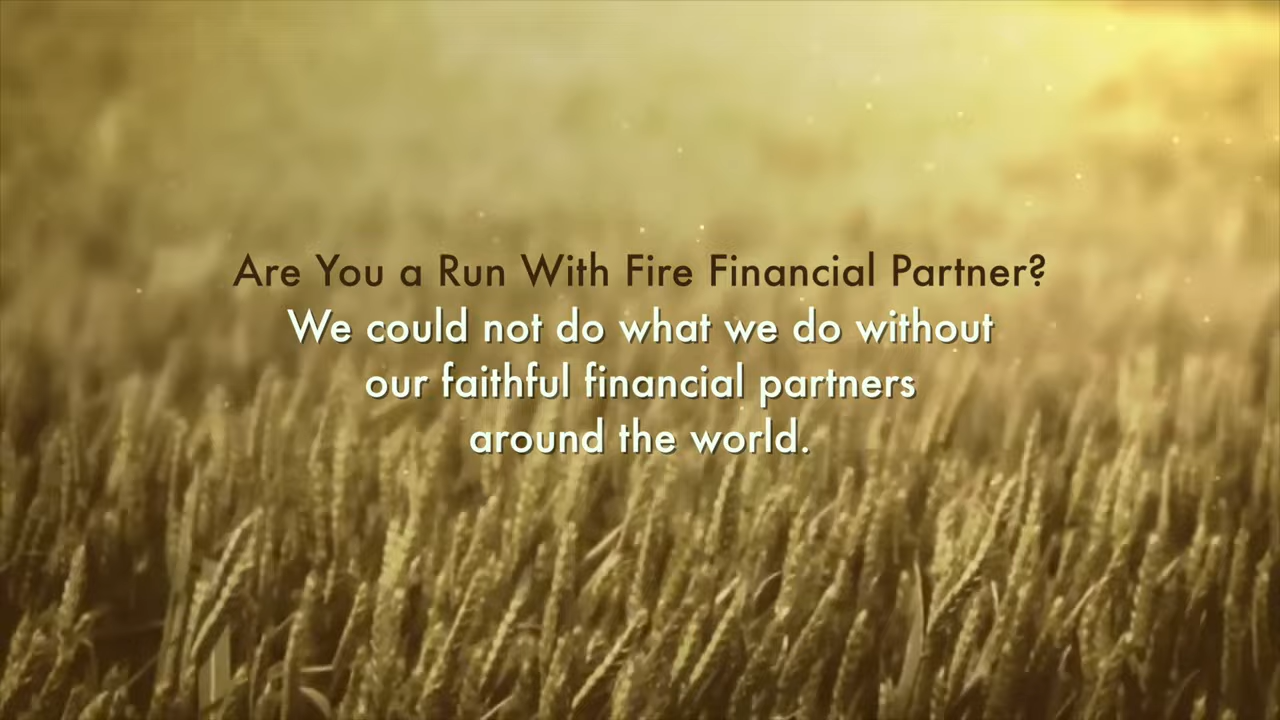 Are You a Run With Fire Financial Partner?
We could not do what we do without
our faithful financial partners
around the world.